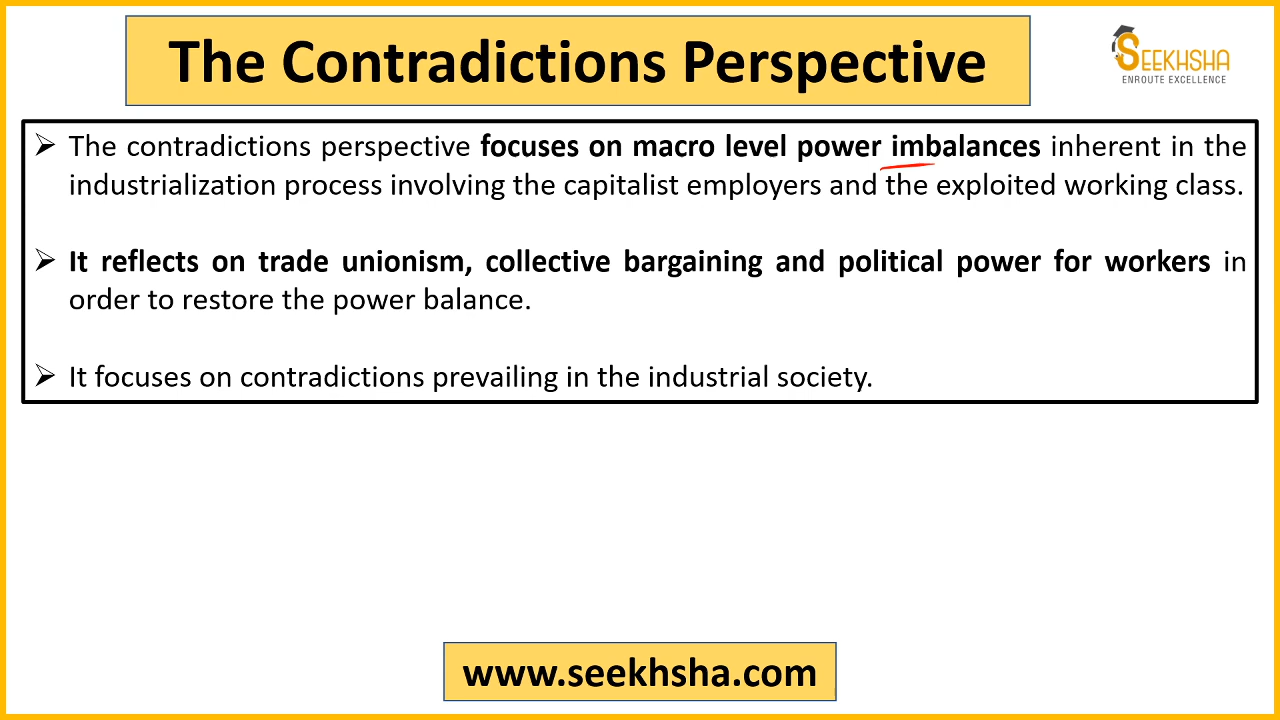 The Contradictions Perspective
SEEKHSHA
ENROUTE EXCELLENCE
➢ The contradictions perspective focuses on macro level power imbalances inherent in the
industrialization process involving the capitalist employers and the exploited working class.
➢ It reflects on trade unionism, collective bargaining and political power for workers in
order to restore the power balance.
➢ It focuses on contradictions prevailing in the industrial society.
www.seekhsha.com